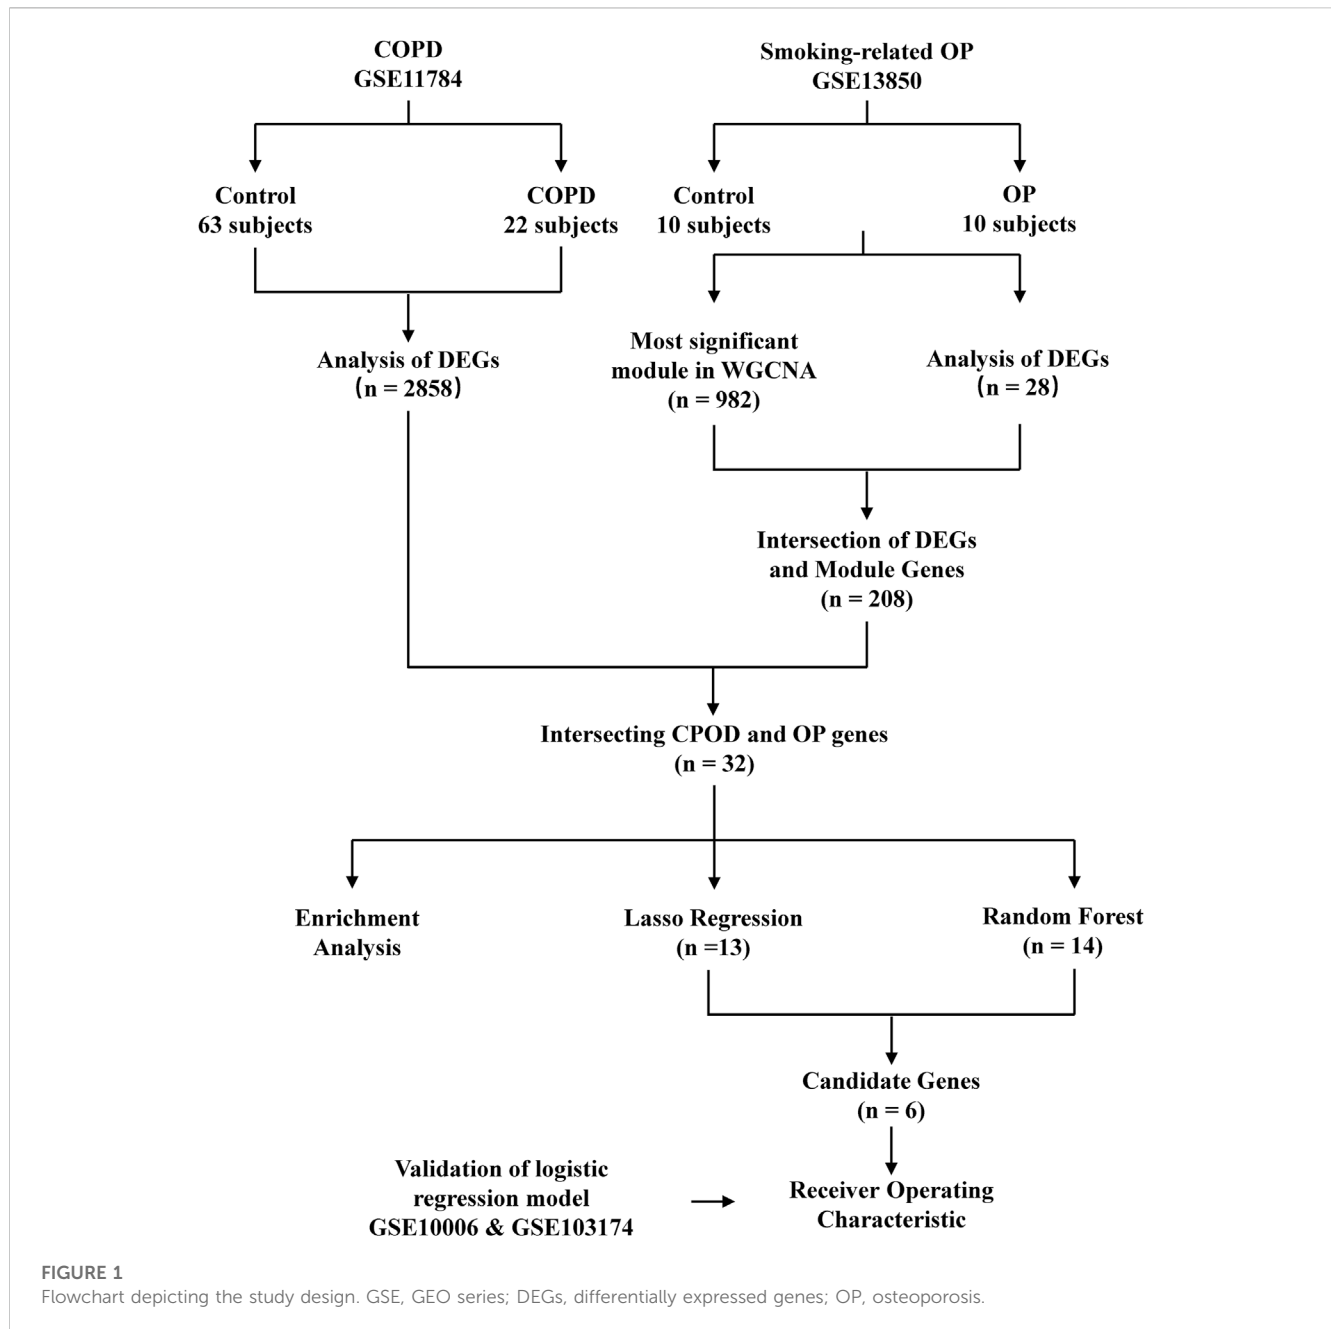 COPD
GSE11784
Smoking-related OP
GSE13850
Control
63 subjects
COPD
22 subjects
Control
10 subjects
OP
10 subjects
Analysis of DEGs
(n = 2858)
Most significant
module in WGCNA
(n = 982)
Analysis of DEGs
(n = 28)
Intersection of DEGs
and Module Genes
(n = 208)
Intersecting CPOD and OP genes
(n = 32)
Enrichment
Analysis
Lasso Regression
(n =13)
Random Forest
(n = 14)
Candidate Genes
(n = 6)
Validation of logistic
regression model
GSE10006 & GSE103174
Receiver Operating
Characteristic
FIGURE 1
Flowchart depicting the study design. GSE, GEO series; DEGs, differentially expressed genes; OP, osteoporosis.